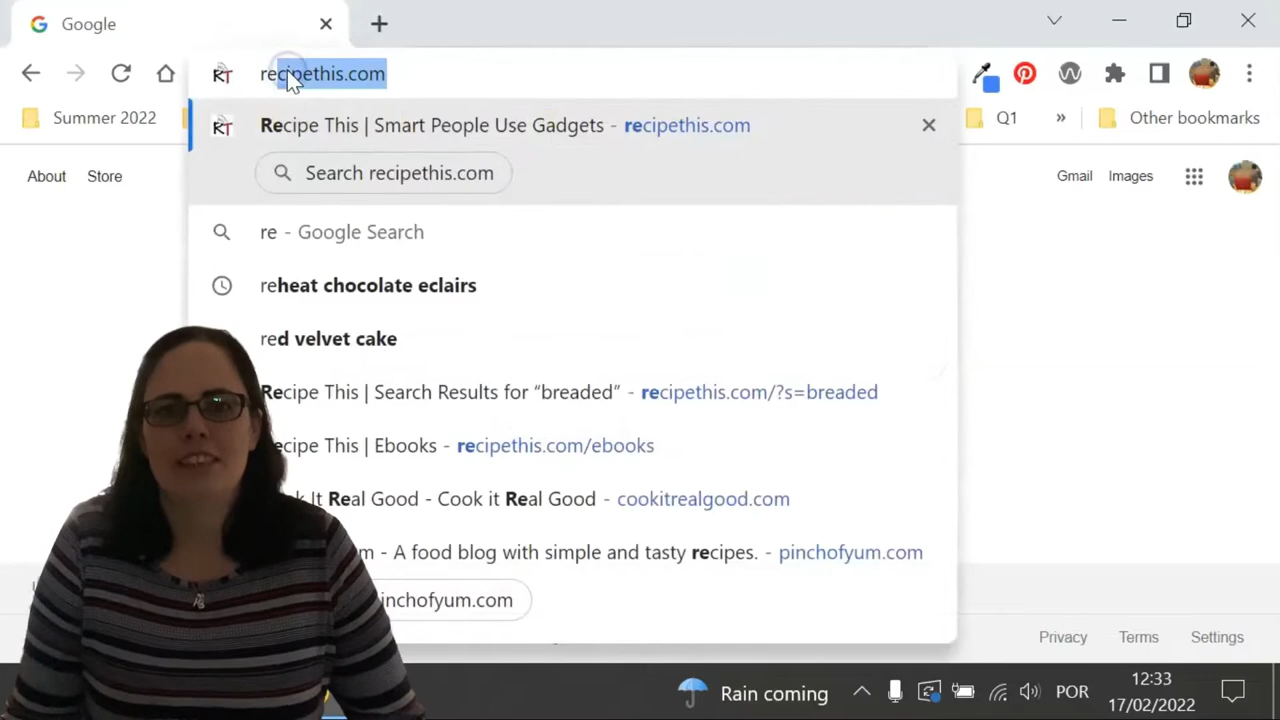 Google
recipethis.com
Summer 2022
Q1
»
Other bookmarks
Recipe This | Smart People Use Gadgets - recipethis.com
Search recipethis.com
About Store
Gmail Images
re - Google Search
reheat chocolate eclairs
red velvet cake
Recipe This | Search Results for “breaded” - recipethis.com/?s=breaded
cipe This | Ebooks - recipethis.com/ebooks
k It Real Good - Cook it Real Good - cookitrealgood.com
m - A food blog with simple and tasty recipes. - pinchofyum.com
inchofyum.com
Privacy Terms Settings
Rain coming
POR
12:33
17/02/2022